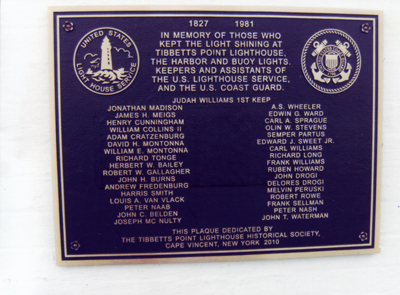 1827 1981
IN MEMORY OF THOSE WHO
KEPT THE LIGHT SHINING AT
TIBBETTS POINT LIGHTHOUSE,
THE HARBOR AND BUOY LIGHTS.
KEEPERS AND ASSISTANTS OF
THE U.S. LIGHTHOUSE SERVICE,
AND THE U.S. COAST GUARD.
UNITED STATES
LIGHT HOUSE SERVICE
JUDAH WILLIAMS 1ST KEEP
JONATHAN MADISON
JAMES H. MEIGS
HENRY CUNNINGHAM
WILLIAM COLLINS II
ADAM CRATZENBURG
DAVID H. MONTONNA
WILLIAM E. MONTONNA
RICHARD TONGE
HERBERT W. BAILEY
ROBERT W. GALLAGHER
JOHN H. BURNS
ANDREW FREDENBURG
HARRIS SMITH
LOUIS A. VAN VLACK
PETER NAAB
JOHN C. BELDEN
JOSEPH MC NULTY
A.S. WHEELER
EDWIN G. WARD
CARL A. SPRAGUE
OLIN W. STEVENS
SEMPER PARTUS
EDWARD J. SWEET JR.
CARL WILLIAMS
RICHARD LONG
FRANK WILLIAMS
RUBEN HOWARD
JOHN DROGI
DELORES DROGI
MELVIN PERUSKI
ROBERT ROWE
FRANK SELLMAN
PETER NASH
JOHN T. WATERMAN
THIS PLAQUE DEDICATED BY
THE TIBBETTS POINT LIGHTHOUSE HISTORICAL SOCIETY,
CAPE VINCENT, NEW YORK 2010